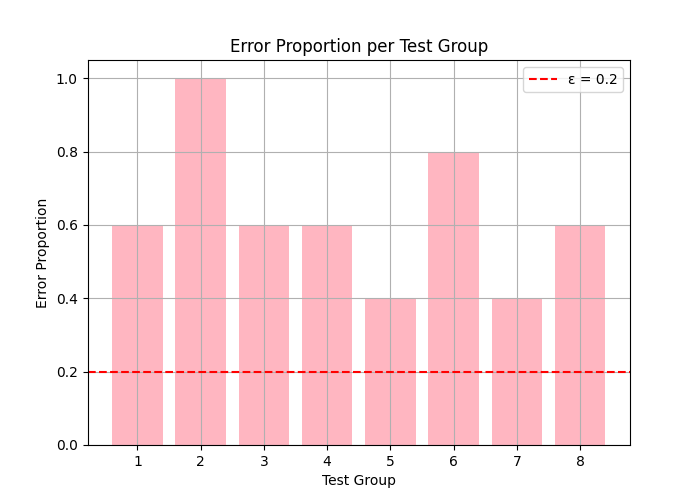 Error Proportion per Test Group
ε = 0.2
1.0
0.8
0.6
0.4
0.2
0.0
Error Proportion
1 2 3 4 5 6 7 8
Test Group